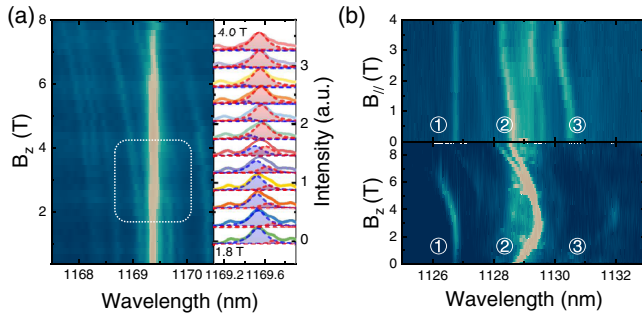 (a)
8
6
4
2
B_z (T)
1168
1169
1170
Wavelength (nm)
4.0 T
1.8 T
3
2
1
0
Intensity (a.u.)
1169.2
1169.6
(b)
4
3
2
1
0
B_// (T)
① ② ③
8
6
4
2
0
B_z (T)
① ② ③
1126
1128
1130
1132
Wavelength (nm)